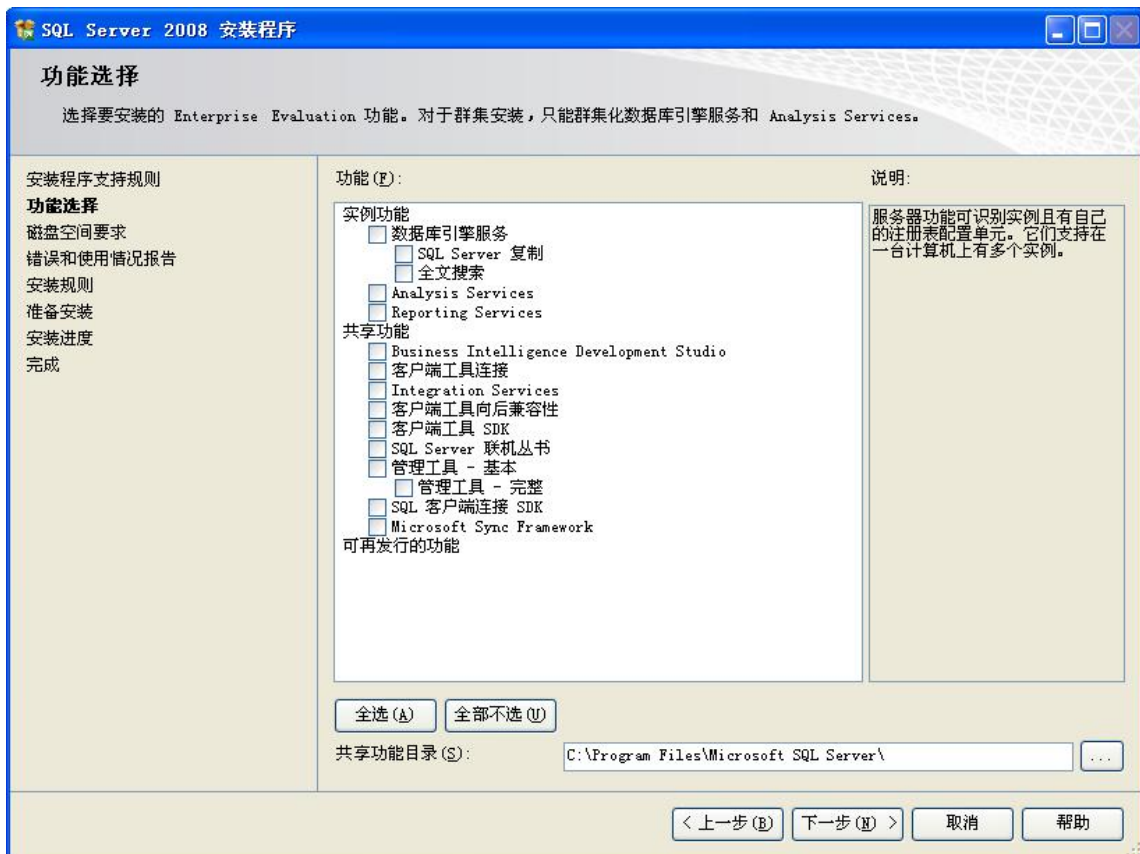 SQL Server 2008 安装程序
功能选择
选择要安装的 Enterprise Evaluation 功能。对于群集安装，只能群集化数据库引擎服务和 Analysis Services。
安装程序支持规则
功能选择
磁盘空间要求
错误和使用情况报告
安装规则
准备安装
安装进度
完成
功能(F):
实例功能
数据库引擎服务
SQL Server 复制
全文搜索
Analysis Services
Reporting Services
共享功能
Business Intelligence Development Studio
客户端工具连接
Integration Services
客户端工具向后兼容性
客户端工具 SDK
SQL Server 联机丛书
管理工具 - 基本
管理工具 - 完整
SQL 客户端连接 SDK
Microsoft Sync Framework
可再发行的功能
说明:
服务器功能可识别实例且有自己
的注册表配置单元。它们支持在
一台计算机上有多个实例。
全选(A)
全部不选(U)
共享功能目录(S):
C:\Program Files\Microsoft SQL Server\
...
< 上一步(B)
下一步(N) >
取消
帮助